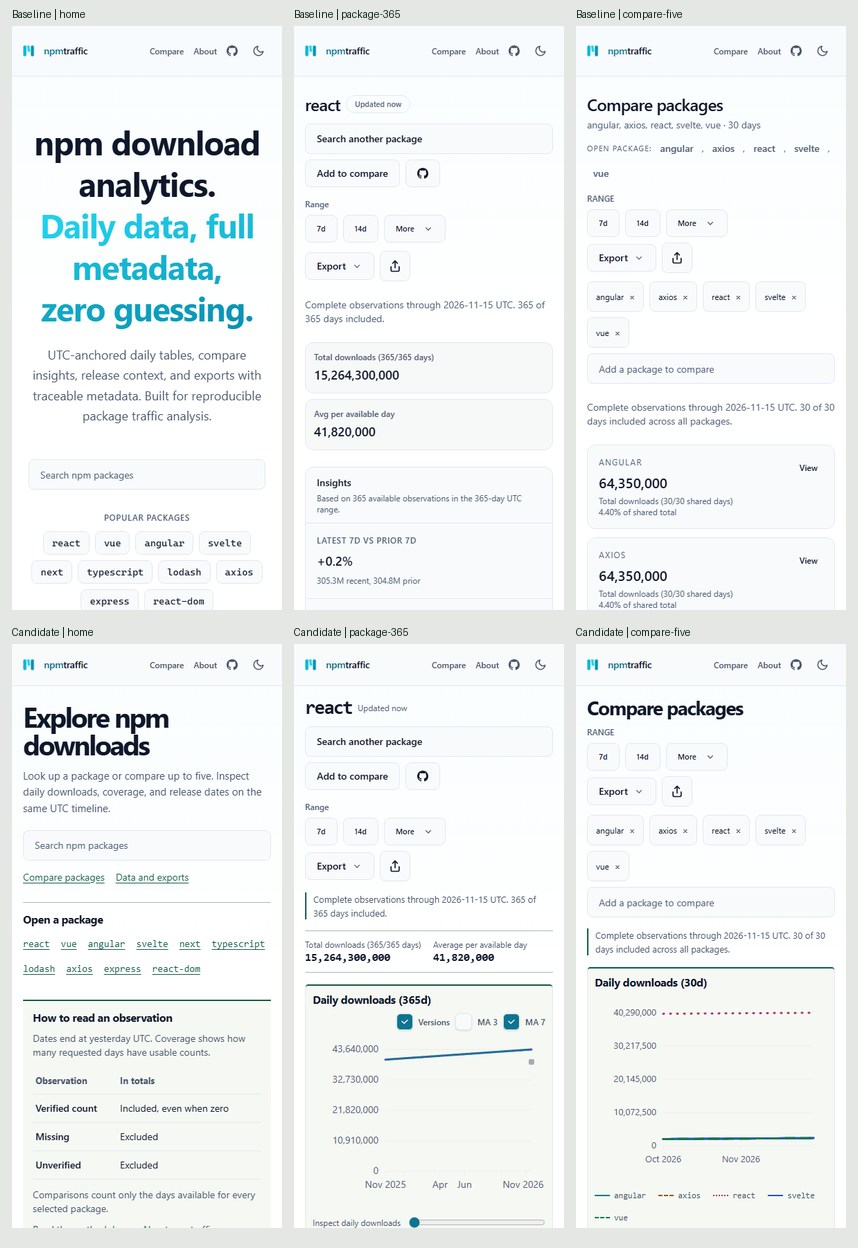 Baseline | home
npmtraffic
Compare About
npm download
analytics.
Daily data, full
metadata,
zero guessing.
UTC-anchored daily tables, compare
insights, release context, and exports with
traceable metadata. Built for reproducible
package traffic analysis.
Search npm packages
POPULAR PACKAGES
react vue angular svelte
next typescript lodash axios
express react-dom
Baseline | package-365
npmtraffic
Compare About
react Updated now
Search another package
Add to compare
Range
7d 14d More
Export
Complete observations through 2026-11-15 UTC. 365 of
365 days included.
Total downloads (365/365 days)
15,264,300,000
Avg per available day
41,820,000
Insights
Based on 365 available observations in the 365-day UTC
range.
LATEST 7D VS PRIOR 7D
+0.2%
305.3M recent, 304.8M prior
Baseline | compare-five
npmtraffic
Compare About
Compare packages
angular, axios, react, svelte, vue · 30 days
OPEN PACKAGE: angular , axios , react , svelte ,
vue
RANGE
7d 14d More
Export
angular × axios × react × svelte ×
vue ×
Add a package to compare
Complete observations through 2026-11-15 UTC. 30 of 30
days included across all packages.
ANGULAR
View
64,350,000
Total downloads (30/30 shared days)
4.40% of shared total
AXIOS
View
64,350,000
Total downloads (30/30 shared days)
4.40% of shared total
Candidate | home
npmtraffic
Compare About
Explore npm
downloads
Look up a package or compare up to five. Inspect
daily downloads, coverage, and release dates on the
same UTC timeline.
Search npm packages
Compare packages Data and exports
Open a package
react vue angular svelte next typescript
lodash axios express react-dom
How to read an observation
Dates end at yesterday UTC. Coverage shows how
many requested days have usable counts.
Observation In totals
Verified count Included, even when zero
Missing Excluded
Unverified Excluded
Comparisons count only the days available for every
selected package.
Candidate | package-365
npmtraffic
Compare About
react Updated now
Search another package
Add to compare
Range
7d 14d More
Export
Complete observations through 2026-11-15 UTC. 365 of
365 days included.
Total downloads (365/365 days) Average per available day
15,264,300,000 41,820,000
Daily downloads (365d)
Versions MA 3 MA 7
43,640,000
32,730,000
21,820,000
10,910,000
0
Nov 2025 Apr Jun Nov 2026
Inspect daily downloads
Candidate | compare-five
npmtraffic
Compare About
Compare packages
RANGE
7d 14d More
Export
angular × axios × react × svelte ×
vue ×
Add a package to compare
Complete observations through 2026-11-15 UTC. 30 of 30
days included across all packages.
Daily downloads (30d)
40,290,000
30,217,500
20,145,000
10,072,500
0
Oct 2026 Nov 2026
angular axios react svelte
vue